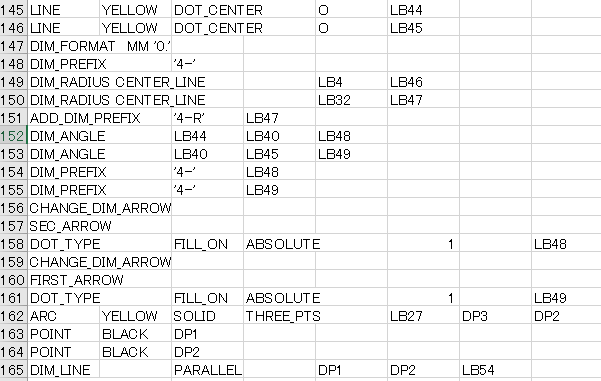 145 LINE YELLOW DOT_CENTER O LB44
146 LINE YELLOW DOT_CENTER O LB45
147 DIM_FORMAT MM '0.'
148 DIM_PREFIX '4-'
149 DIM_RADIUS CENTER_LINE LB4 LB46
150 DIM_RADIUS CENTER_LINE LB32 LB47
151 ADD_DIM_PREFIX '4-R' LB47
152 DIM_ANGLE LB44 LB40 LB48
153 DIM_ANGLE LB40 LB45 LB49
154 DIM_PREFIX '4-' LB48
155 DIM_PREFIX '4-' LB49
156 CHANGE_DIM_ARROW
157 SEC_ARROW
158 DOT_TYPE FILL_ON ABSOLUTE 1 LB48
159 CHANGE_DIM_ARROW
160 FIRST_ARROW
161 DOT_TYPE FILL_ON ABSOLUTE 1 LB49
162 ARC YELLOW SOLID THREE_PTS LB27 DP3 DP2
163 POINT BLACK DP1
164 POINT BLACK DP2
165 DIM_LINE PARALLEL DP1 DP2 LB54